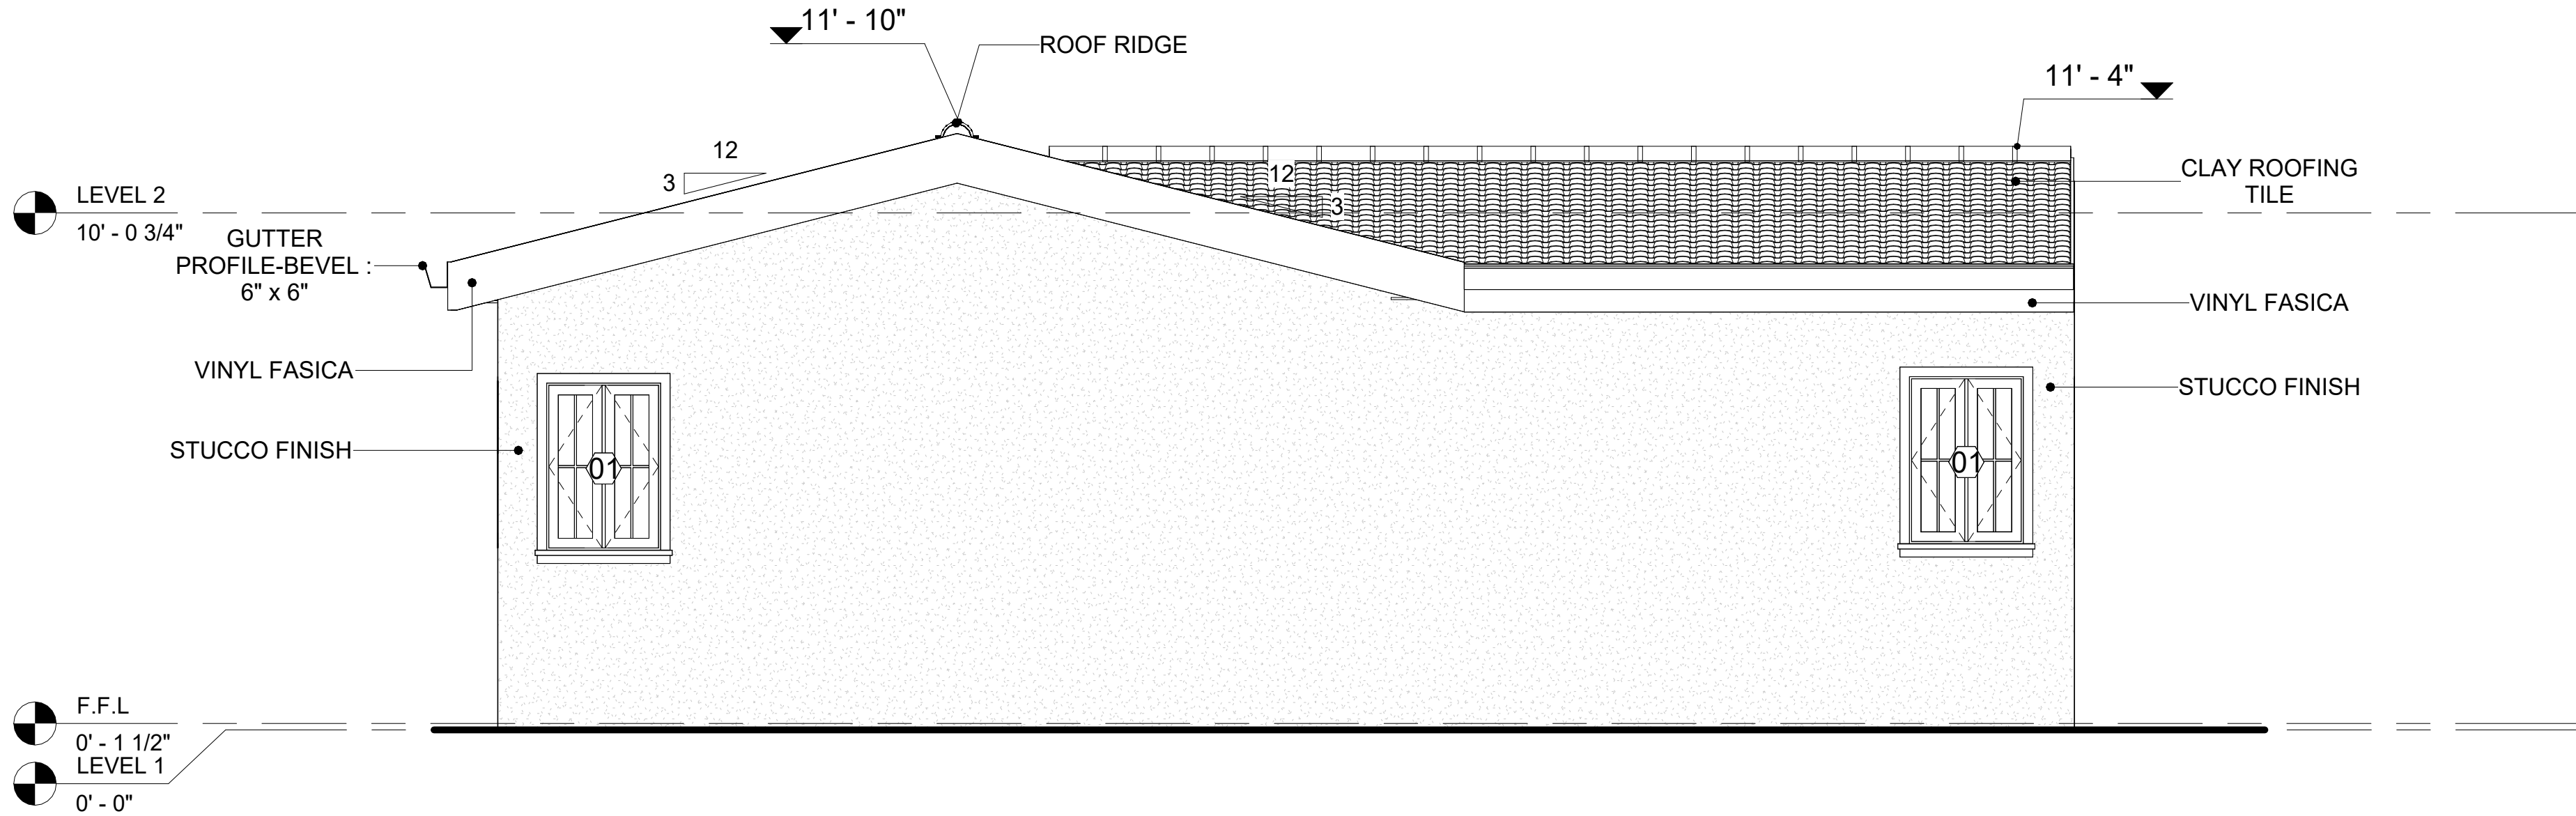 11' - 10"
ROOF RIDGE
11' - 4"
12
3
12
3
CLAY ROOFING
TILE
LEVEL 2
10' - 0 3/4"
GUTTER
PROFILE-BEVEL :
6" x 6"
VINYL FASICA
VINYL FASICA
STUCCO FINISH
STUCCO FINISH
01
01
F.F.L
0' - 1 1/2"
LEVEL 1
0' - 0"